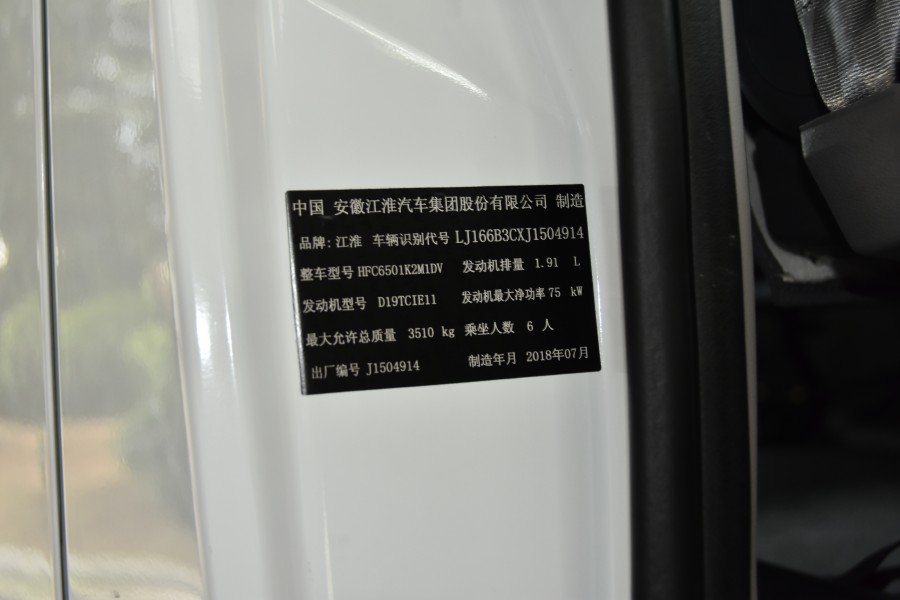 中国 安徽江淮汽车集团股份有限公司 制造
品牌: 江淮 车辆识别代号 LJ166B3CXJ1504914
整车型号 HFC6501K2M1DV 发动机排量 1.91 L
发动机型号 D19TCIE11 发动机最大净功率 75 kW
最大允许总质量 3510 kg 乘坐人数 6 人
出厂编号 J1504914 制造年月 2018年07月